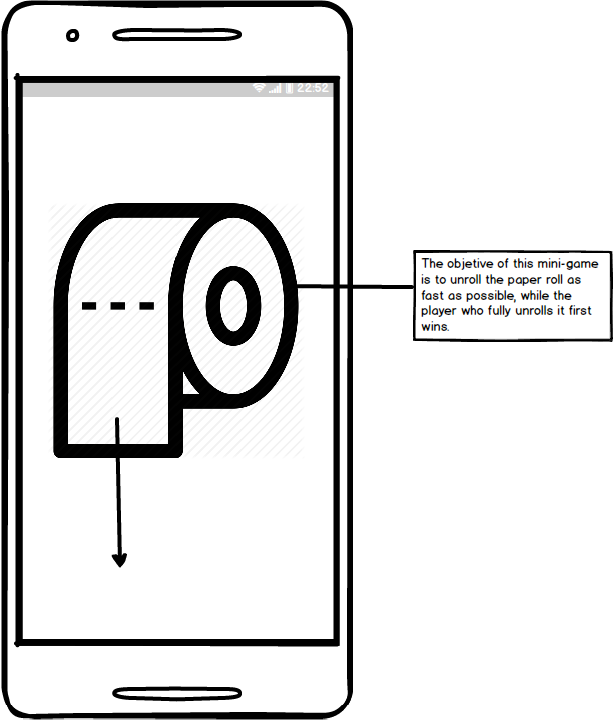 22:52
The objetive of this mini-game
is to unroll the paper roll as
fast as possible, while the
player who fully unrolls it first
wins.